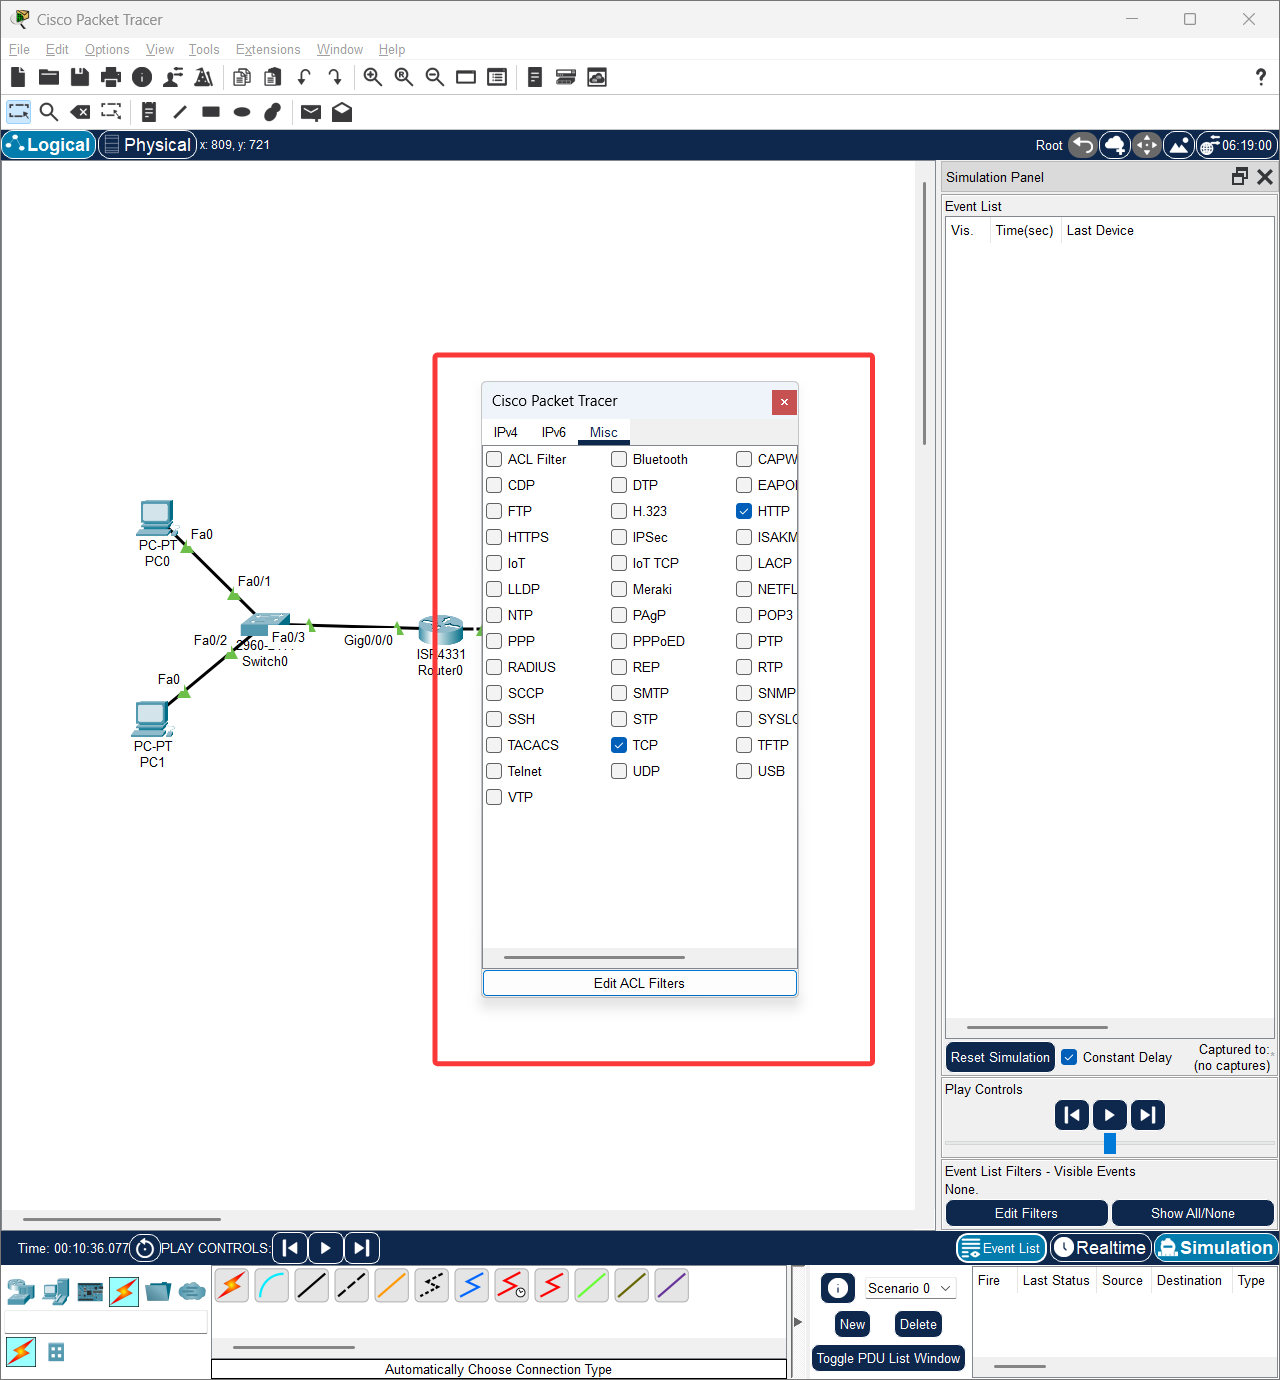 Cisco Packet Tracer
File Edit Options View Tools Extensions Window Help
Logical Physical x: 809, y: 721 Root 06:19:00
Simulation Panel
Event List
Vis. Time(sec) Last Device
Cisco Packet Tracer
IPv4 IPv6 Misc
ACL Filter Bluetooth CAPW
CDP DTP EAPO
FTP H.323 HTTP
HTTPS IPSec ISAKM
IoT IoT TCP LACP
LLDP Meraki NETFL
NTP PAgP POP3
PPP PPPoED PTP
RADIUS REP RTP
SCCP SMTP SNMP
SSH STP SYSLO
TACACS TCP TFTP
Telnet UDP USB
VTP
Edit ACL Filters
Fa0
PC-PT
PC0
Fa0/1
Fa0/2 Fa0/3
Switch0
Gig0/0/0
ISR4331
Router0
Fa0
PC-PT
PC1
Reset Simulation Constant Delay Captured to:
(no captures)
Play Controls
Event List Filters - Visible Events
None.
Edit Filters Show All/None
Time: 00:10:36.077 PLAY CONTROLS: Event List Realtime Simulation
Scenario 0
New Delete
Toggle PDU List Window
Fire Last Status Source Destination Type
Automatically Choose Connection Type